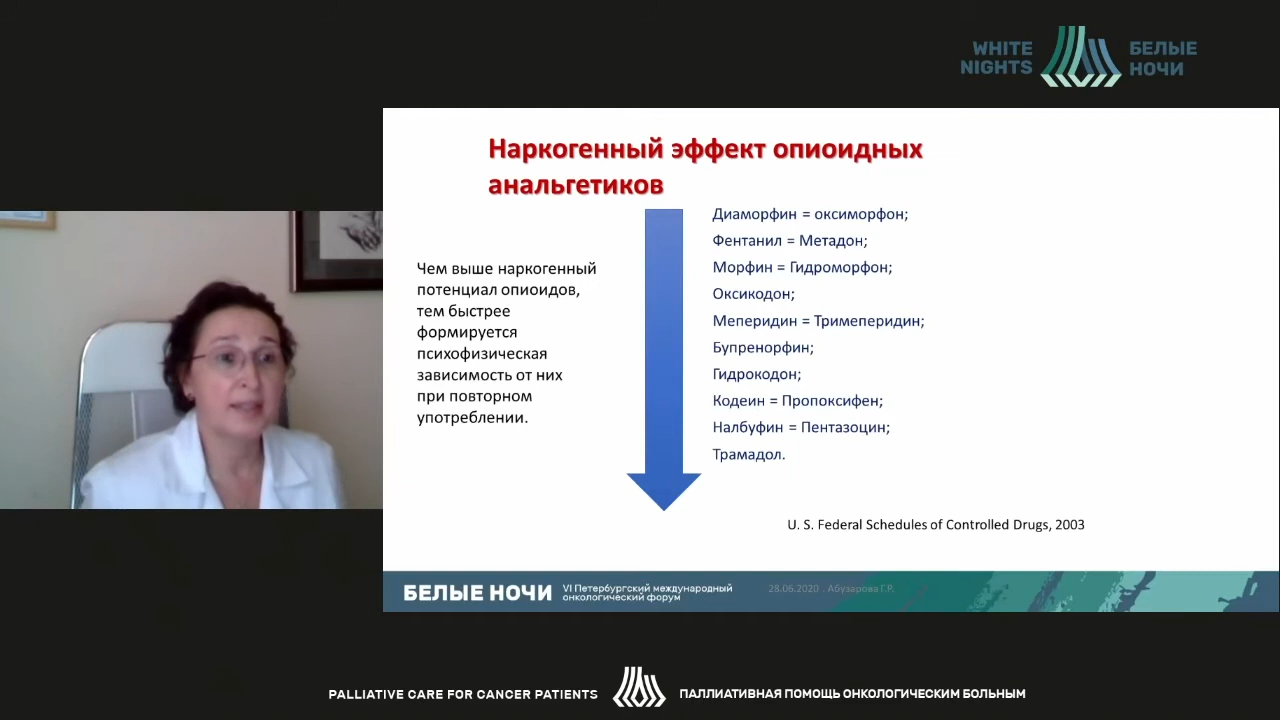 WHITE
NIGHTS
БЕЛЫЕ
НОЧИ
Наркогенный эффект опиоидных
анальгетиков
Чем выше наркогенный
потенциал опиоидов,
тем быстрее
формируется
психофизическая
зависимость от них
при повторном
употреблении.
Диаморфин = оксиморфон;
Фентанил = Метадон;
Морфин = Гидроморфон;
Оксикодон;
Меперидин = Тримеперидин;
Бупренорфин;
Гидрокодон;
Кодеин = Пропоксифен;
Налбуфин = Пентазоцин;
Трамадол.
U. S. Federal Schedules of Controlled Drugs, 2003
БЕЛЫЕ НОЧИ
VI Петербургский международный
онкологический форум
28.06.2020 . Абузарова Г.Р.
PALLIATIVE CARE FOR CANCER PATIENTS
ПАЛЛИАТИВНАЯ ПОМОЩЬ ОНКОЛОГИЧЕСКИМ БОЛЬНЫМ